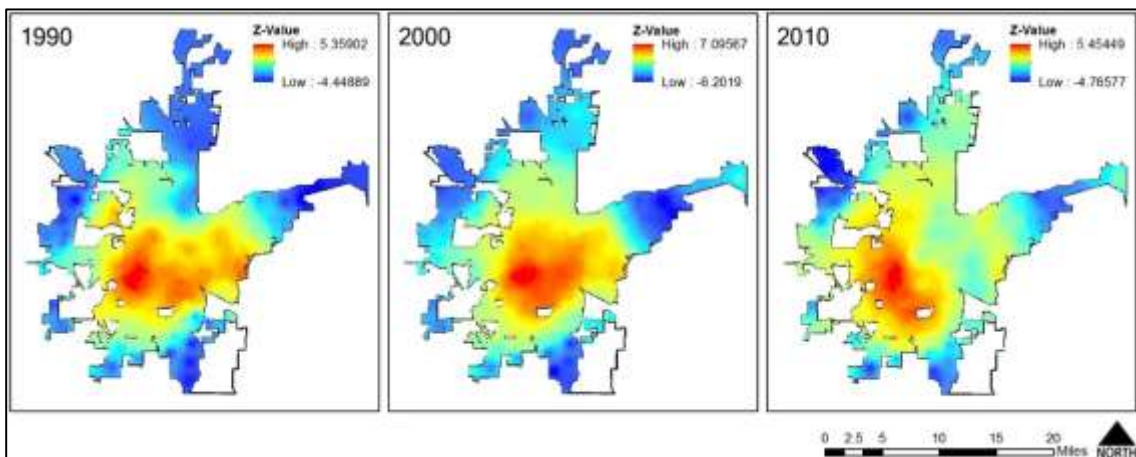 1990
Z-Value
High : 5.35902
Low : -4.44889
2000
Z-Value
High : 7.09567
Low : -6.2019
2010
Z-Value
High : 5.45449
Low : -4.76577
0 2.5 5 10 15 20
Miles
NORTH